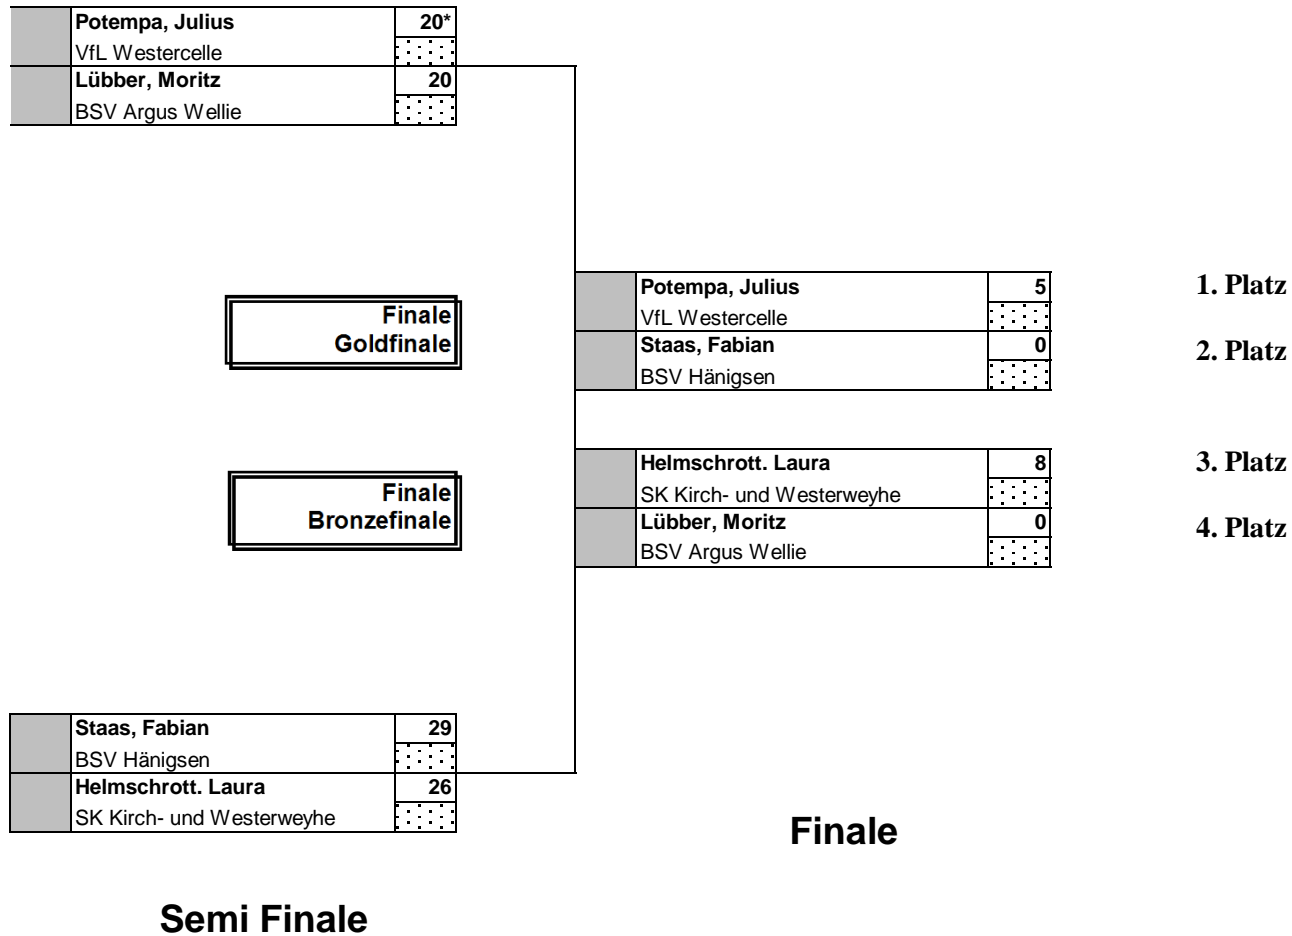 Potempa, Julius 20*
VfL Westercelle
Lübber, Moritz 20
BSV Argus Wellie
Finale
Goldfinale
Potempa, Julius 5 1. Platz
VfL Westercelle
Staas, Fabian 0 2. Platz
BSV Hänigsen
Finale
Bronzefinale
Helmschrott. Laura 8 3. Platz
SK Kirch- und Westerweyhe
Lübber, Moritz 0 4. Platz
BSV Argus Wellie
Staas, Fabian 29
BSV Hänigsen
Helmschrott. Laura 26
SK Kirch- und Westerweyhe
Finale
Semi Finale